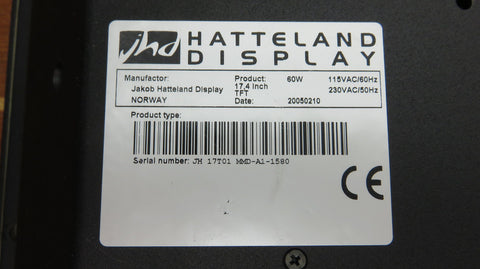 jhd HATTELAND
DISPLAY
Manufactor: Product: 60W 115VAC/60Hz
Jakob Hatteland Display 17,4 Inch 230VAC/50Hz
TFT
NORWAY Date: 20050210
Product type:
Serial number: JH 17T01 MMD-A1-1580
CE